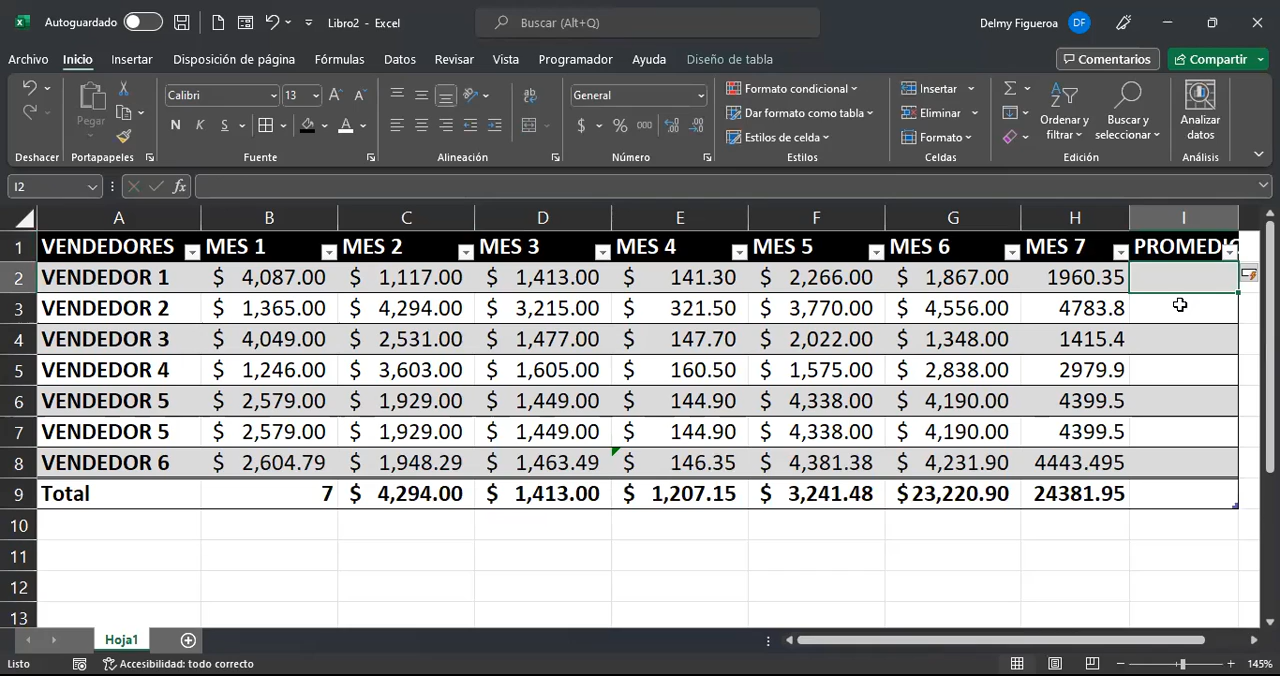 Autoguardado Libro2 - Excel Buscar (Alt+Q) Delmy Figueroa DF
Archivo Inicio Insertar Disposición de página Fórmulas Datos Revisar Vista Programador Ayuda Diseño de tabla Comentarios Compartir
Pegar Calibri 13 General Formato condicional Insertar
N K S $ % 000 Dar formato como tabla Eliminar Ordenar y filtrar Buscar y seleccionar Analizar datos
Estilos de celda Formato
Deshacer Portapapeles Fuente Alineación Número Estilos Celdas Edición Análisis
I2 fx
A B C D E F G H I
1 VENDEDORES MES 1 MES 2 MES 3 MES 4 MES 5 MES 6 MES 7 PROMEDIO
2 VENDEDOR 1 $ 4,087.00 $ 1,117.00 $ 1,413.00 $ 141.30 $ 2,266.00 $ 1,867.00 1960.35
3 VENDEDOR 2 $ 1,365.00 $ 4,294.00 $ 3,215.00 $ 321.50 $ 3,770.00 $ 4,556.00 4783.8
4 VENDEDOR 3 $ 4,049.00 $ 2,531.00 $ 1,477.00 $ 147.70 $ 2,022.00 $ 1,348.00 1415.4
5 VENDEDOR 4 $ 1,246.00 $ 3,603.00 $ 1,605.00 $ 160.50 $ 1,575.00 $ 2,838.00 2979.9
6 VENDEDOR 5 $ 2,579.00 $ 1,929.00 $ 1,449.00 $ 144.90 $ 4,338.00 $ 4,190.00 4399.5
7 VENDEDOR 5 $ 2,579.00 $ 1,929.00 $ 1,449.00 $ 144.90 $ 4,338.00 $ 4,190.00 4399.5
8 VENDEDOR 6 $ 2,604.79 $ 1,948.29 $ 1,463.49 $ 146.35 $ 4,381.38 $ 4,231.90 4443.495
9 Total 7 $ 4,294.00 $ 1,413.00 $ 1,207.15 $ 3,241.48 $ 23,220.90 24381.95
10
11
12
13
Hoja1
Listo Accesibilidad: todo correcto 145%